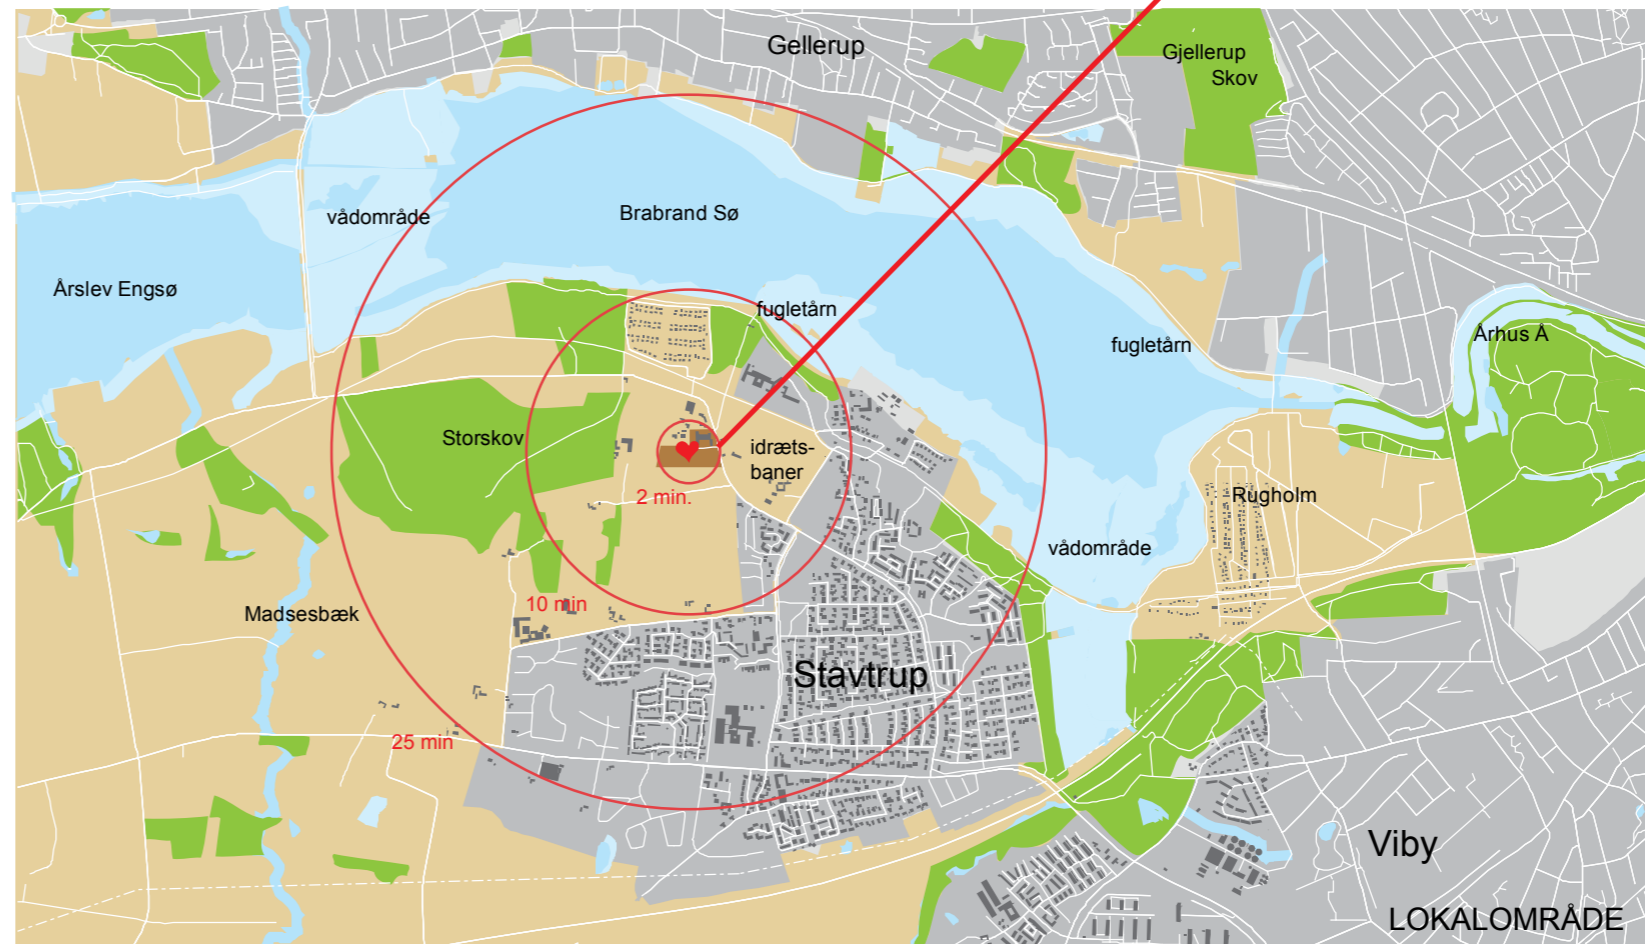 Gellerup
Gjellerup
Skov
vådområde
Brabrand Sø
Årslev Engsø
fugletårn
fugletårn
Århus Å
Storskov
idræts-
baner
2 min.
Rugholm
vådområde
10 min
Madsesbæk
Stavtrup
25 min
Viby
LOKALOMRÅDE